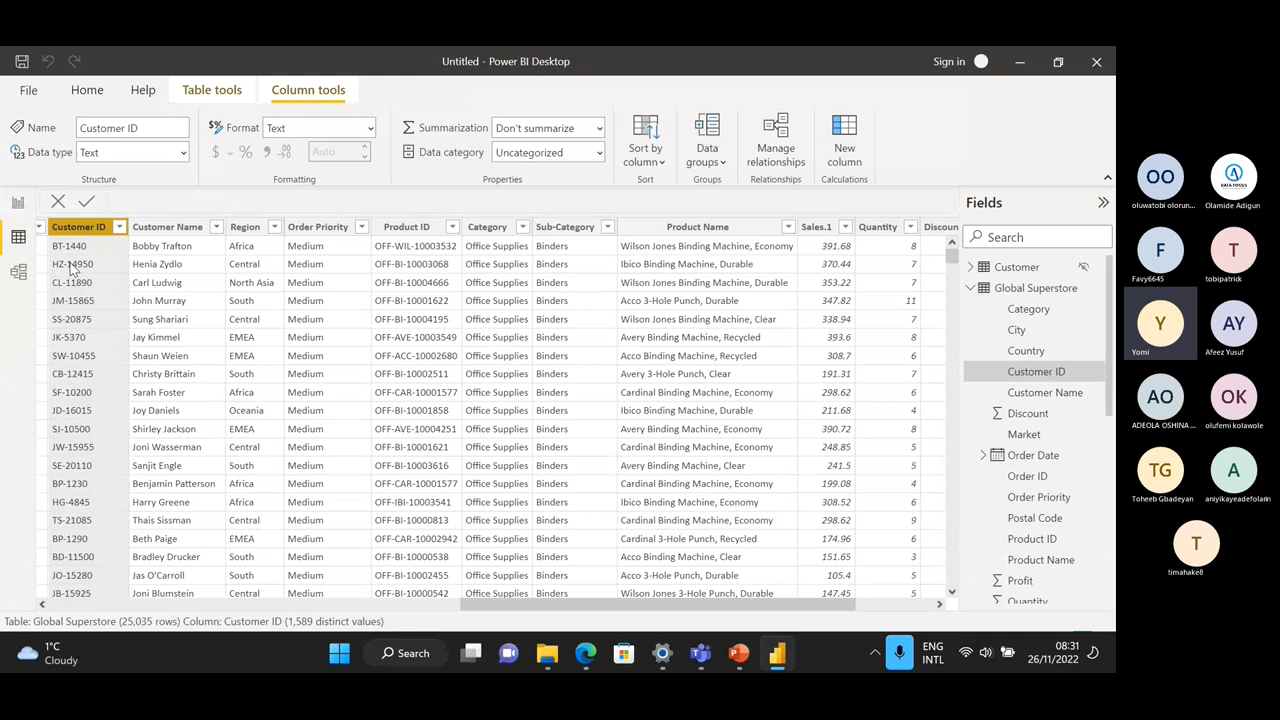 Untitled - Power BI Desktop
Sign in
File Home Help Table tools Column tools
Name Customer ID
Data type Text
Structure
Format Text
$ % 9 Auto
Formatting
Summarization Don't summarize
Data category Uncategorized
Properties
Sort by column
Sort
Data groups
Groups
Manage relationships
Relationships
New column
Calculations
Customer ID Customer Name Region Order Priority Product ID Category Sub-Category Product Name Sales.1 Quantity Discoun
BT-1440 Bobby Trafton Africa Medium OFF-WIL-10003532 Office Supplies Binders Wilson Jones Binding Machine, Economy 391.68 8
HZ-14950 Henia Zydlo Central Medium OFF-BI-10003068 Office Supplies Binders Ibico Binding Machine, Durable 370.44 7
CL-11890 Carl Ludwig North Asia Medium OFF-BI-10004666 Office Supplies Binders Wilson Jones Binding Machine, Durable 353.22 7
JM-15865 John Murray South Medium OFF-BI-10001622 Office Supplies Binders Acco 3-Hole Punch, Durable 347.82 11
SS-20875 Sung Shariari Central Medium OFF-BI-10004195 Office Supplies Binders Wilson Jones Binding Machine, Clear 338.94 7
JK-5370 Jay Kimmel EMEA Medium OFF-AVE-10003549 Office Supplies Binders Avery Binding Machine, Recycled 393.6 8
SW-10455 Shaun Weien EMEA Medium OFF-ACC-10002680 Office Supplies Binders Acco Binding Machine, Recycled 308.7 6
CB-12415 Christy Brittain South Medium OFF-BI-10002511 Office Supplies Binders Avery 3-Hole Punch, Clear 191.31 7
SF-10200 Sarah Foster Africa Medium OFF-CAR-10001577 Office Supplies Binders Cardinal Binding Machine, Economy 298.62 6
JD-16015 Joy Daniels Oceania Medium OFF-BI-10001858 Office Supplies Binders Ibico Binding Machine, Durable 211.68 4
SJ-10500 Shirley Jackson EMEA Medium OFF-AVE-10004251 Office Supplies Binders Avery Binding Machine, Economy 390.72 8
JW-15955 Joni Wasserman Central Medium OFF-BI-10001621 Office Supplies Binders Cardinal Binding Machine, Economy 248.85 5
SE-20110 Sanjit Engle South Medium OFF-BI-10003616 Office Supplies Binders Avery Binding Machine, Clear 241.5 5
BP-1230 Benjamin Patterson Africa Medium OFF-CAR-10001577 Office Supplies Binders Cardinal Binding Machine, Economy 199.08 4
HG-4845 Harry Greene Africa Medium OFF-IBI-10003541 Office Supplies Binders Ibico Binding Machine, Economy 308.52 6
TS-21085 Thais Sissman Central Medium OFF-BI-10000813 Office Supplies Binders Cardinal Binding Machine, Economy 298.62 9
BP-1290 Beth Paige EMEA Medium OFF-CAR-10002942 Office Supplies Binders Cardinal 3-Hole Punch, Recycled 174.96 6
BD-11500 Bradley Drucker South Medium OFF-BI-10000538 Office Supplies Binders Acco Binding Machine, Clear 151.65 3
JO-15280 Jas O'Carroll South Medium OFF-BI-10002455 Office Supplies Binders Acco 3-Hole Punch, Durable 105.4 5
JB-15925 Joni Blumstein Central Medium OFF-BI-10000542 Office Supplies Binders Wilson Jones 3-Hole Punch, Durable 147.45 5
Table: Global Superstore (25,035 rows) Column: Customer ID (1,589 distinct values)
Fields
Search
Customer
Global Superstore
Category
City
Country
Customer ID
Customer Name
Discount
Market
Order Date
Order ID
Order Priority
Postal Code
Product ID
Product Name
Profit
Quantity
1°C
Cloudy
Search
ENG
INTL
08:31
26/11/2022
OO
oluwatobi olorun...
DATA FOCUS
Olamide Adigun
F
Favy6645
T
tobipatrick
Y
Yomi
AY
Afeez Yusuf
AO
ADEOLA OSHINA ...
OK
olufemi kolawole
TG
Toheeb Gbadeyan
A
aniyikayeadefolarin
T
timahake8